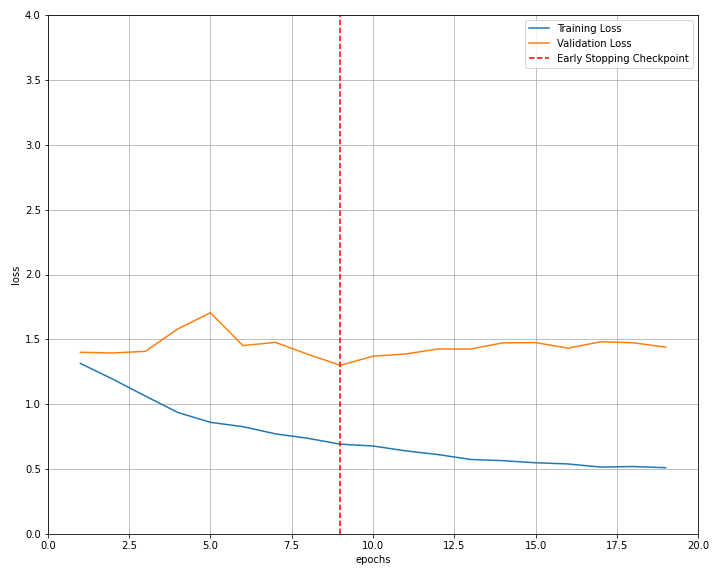 Training Loss
Validation Loss
Early Stopping Checkpoint
4.0
3.5
3.0
2.5
2.0
1.5
1.0
0.5
0.0
loss
0.0 2.5 5.0 7.5 10.0 12.5 15.0 17.5 20.0
epochs